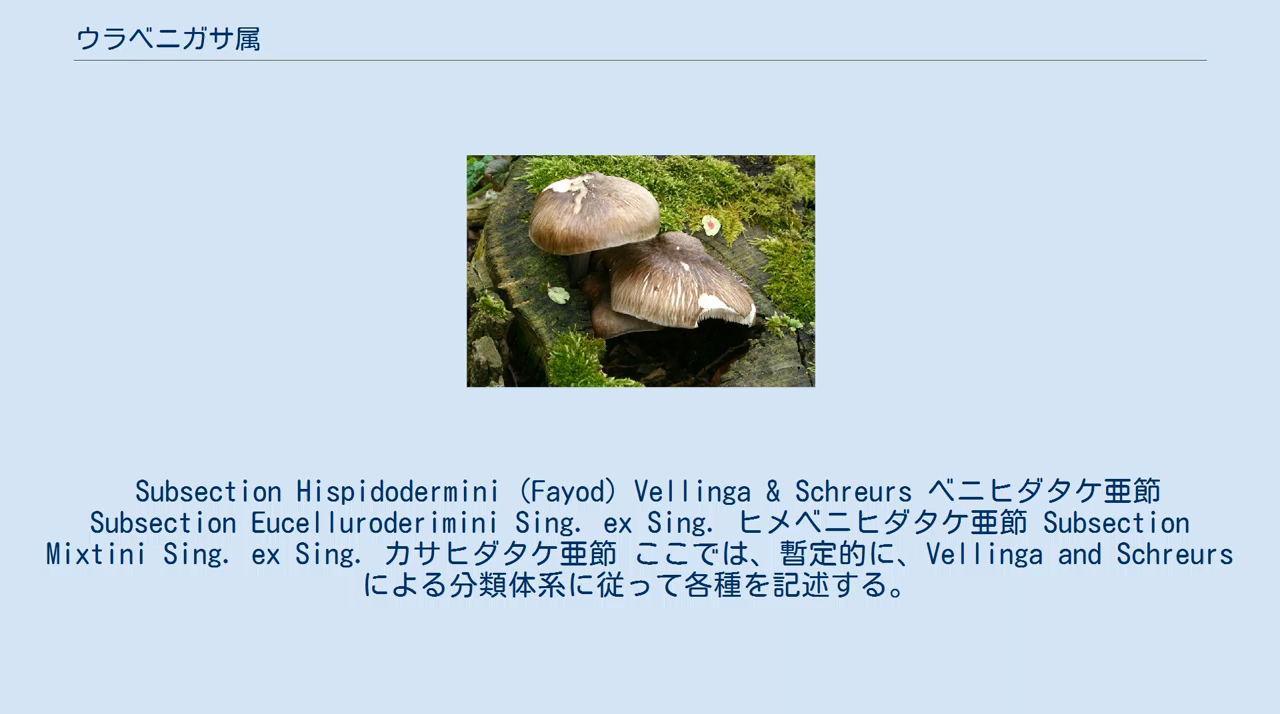 ウラベニガサ属
Subsection Hispidodermini (Fayod) Vellinga & Schreurs ベニヒダタケ亜節
Subsection Eucelluroderimini Sing. ex Sing. ヒメベニヒダタケ亜節 Subsection
Mixtini Sing. ex Sing. カサヒダタケ亜節 ここでは、暫定的に、Vellinga and Schreurs
による分類体系に従って各種を記述する。